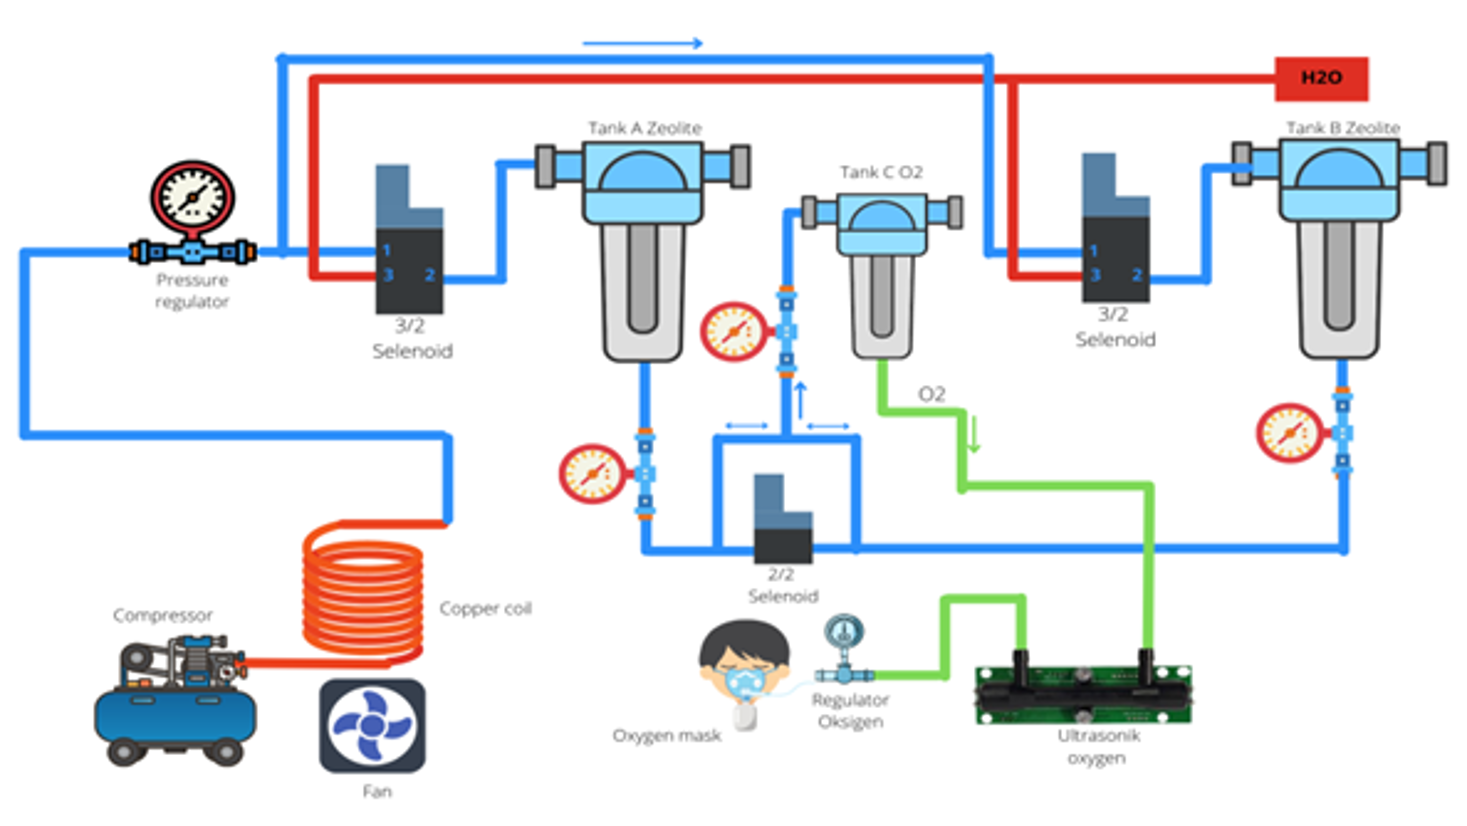 H2O
Tank A Zeolite
Tank B Zeolite
Tank C O2
1
3
2
1
3
2
Pressure
regulator
3/2
Selenoid
3/2
Selenoid
O2
2/2
Selenoid
Compressor
Copper coil
Regulator
Oksigen
Oxygen mask
Ultrasonik
oxygen
Fan